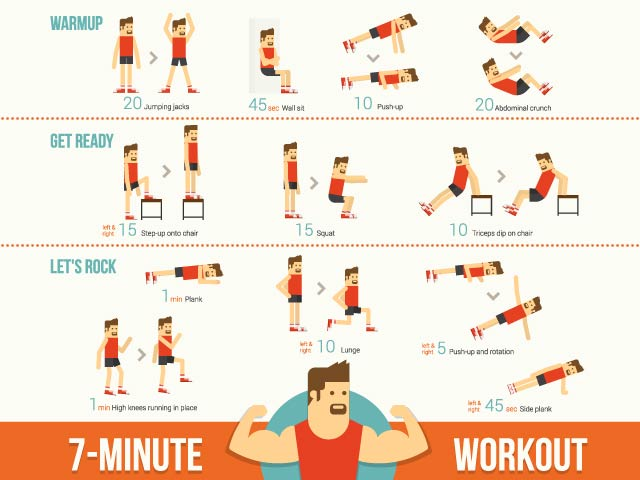 WARMUP
20 Jumping jacks
45 sec Wall sit
10 Push-up
20 Abdominal crunch
GET READY
left & right 15 Step-up onto chair
15 Squat
10 Triceps dip on chair
LET'S ROCK
1 min Plank
left & right 10 Lunge
left & right 5 Push-up and rotation
1 min High knees running in place
left & right 45 sec Side plank
7-MINUTE WORKOUT